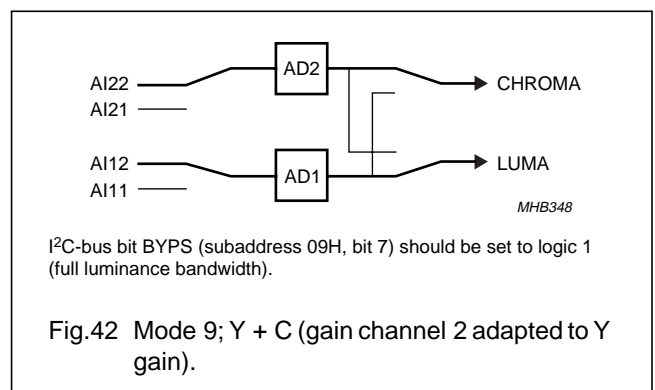 AI22
AI21
AD2
CHROMA
AI12
AI11
AD1
LUMA
MHB348
I²C-bus bit BYPS (subaddress 09H, bit 7) should be set to logic 1
(full luminance bandwidth).
Fig.42 Mode 9; Y + C (gain channel 2 adapted to Y
gain).